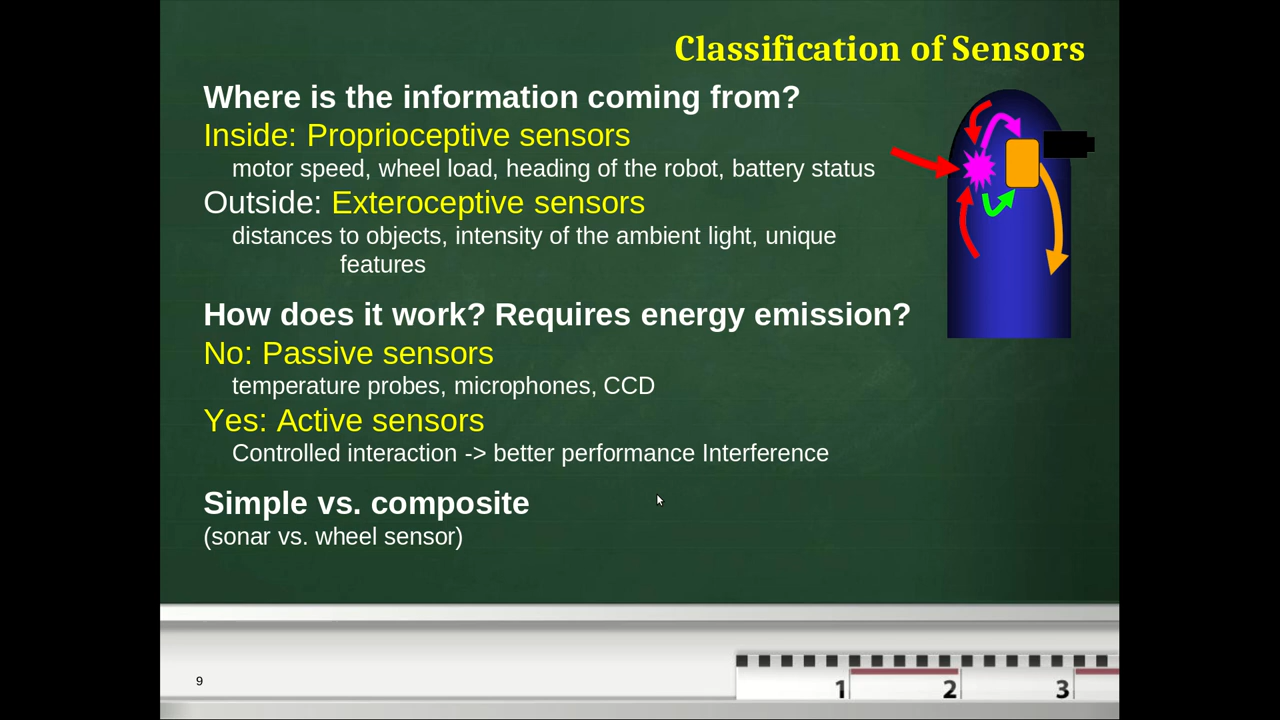 Classification of Sensors
Where is the information coming from?
Inside: Proprioceptive sensors
motor speed, wheel load, heading of the robot, battery status
Outside: Exteroceptive sensors
distances to objects, intensity of the ambient light, unique
features
How does it work? Requires energy emission?
No: Passive sensors
temperature probes, microphones, CCD
Yes: Active sensors
Controlled interaction -> better performance Interference
Simple vs. composite
(sonar vs. wheel sensor)
9
1 2 3